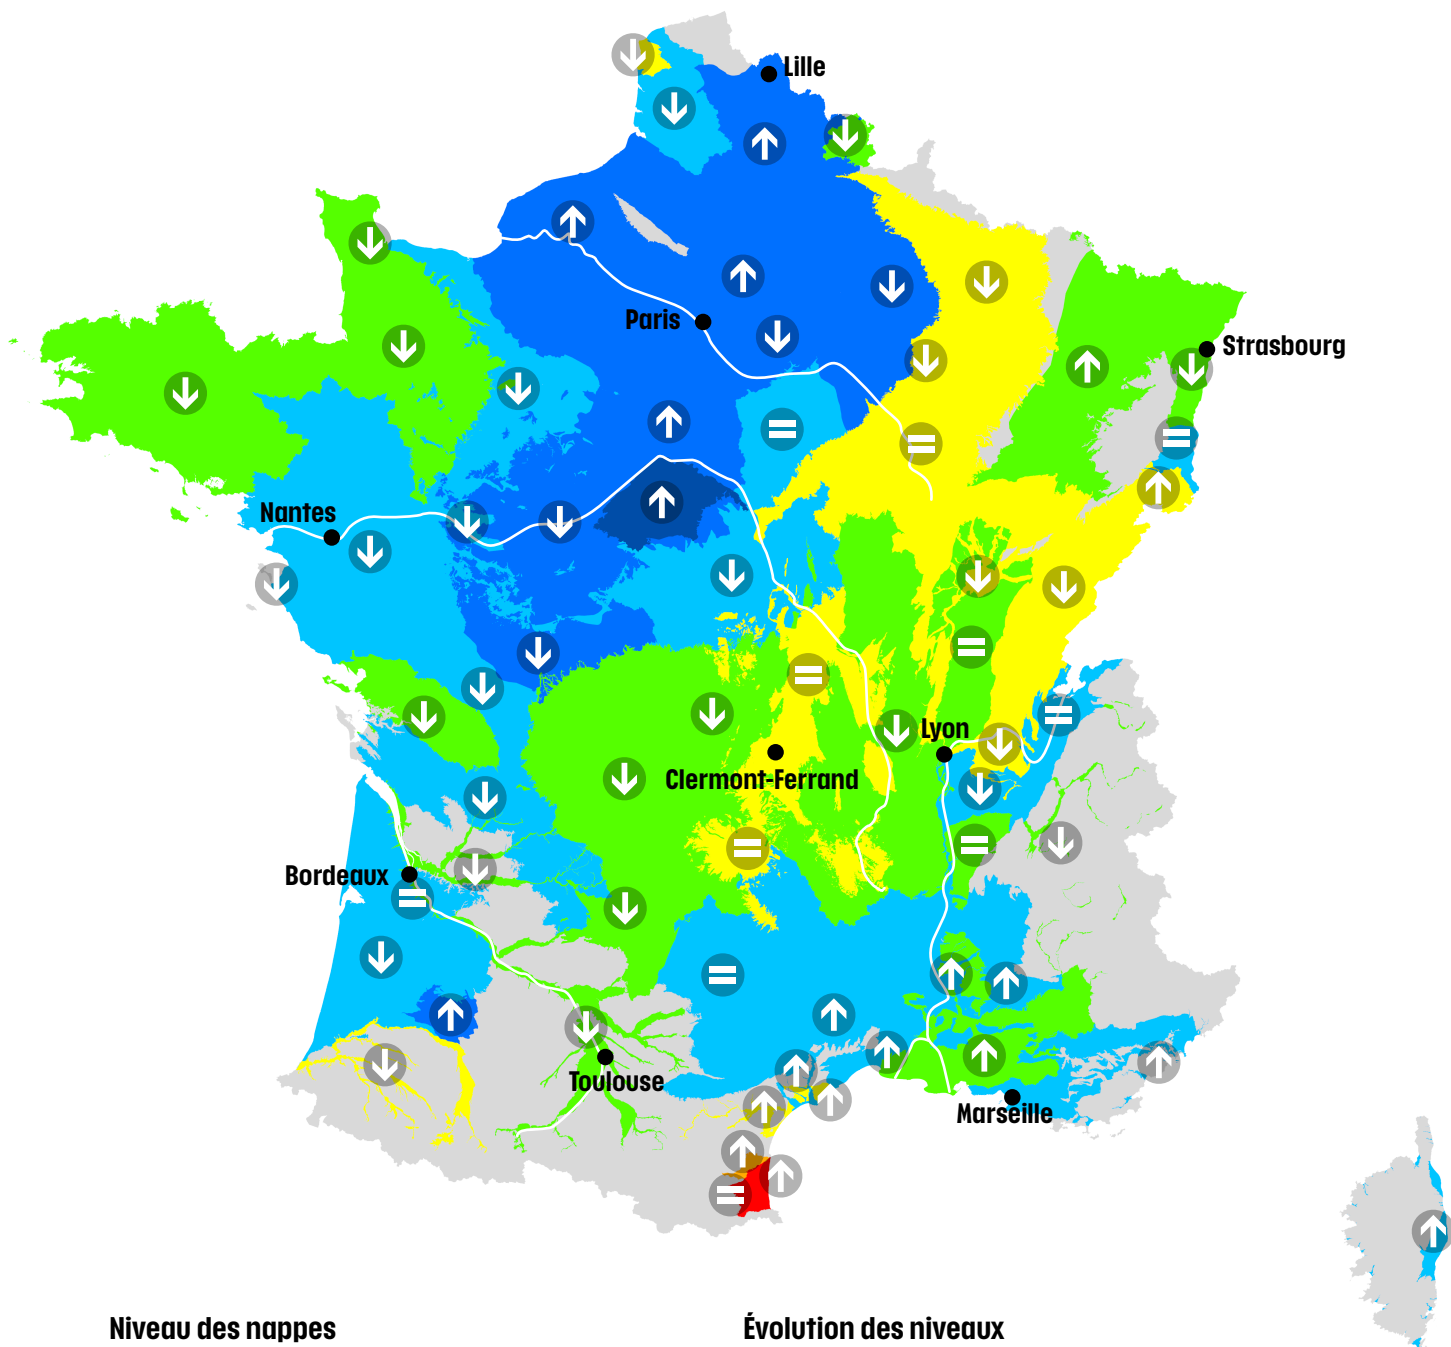 Lille
Paris
Strasbourg
Nantes
Lyon
Clermont-Ferrand
Bordeaux
Toulouse
Marseille
Niveau des nappes
Évolution des niveaux